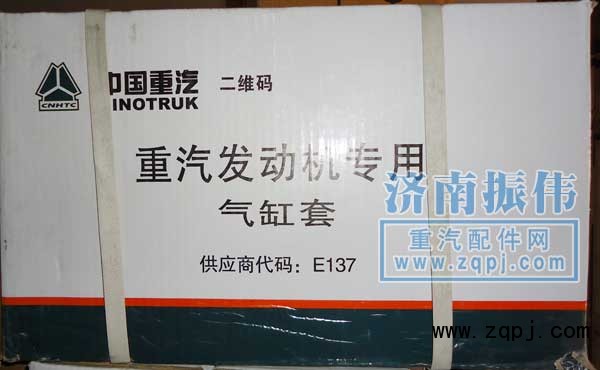 CNHTC
中国重汽
INOTRUK
二维码
重汽发动机专用
气缸套
供应商代码：E137
济南振伟
重汽配件网
www.zqpj.com
www.zqpj.com